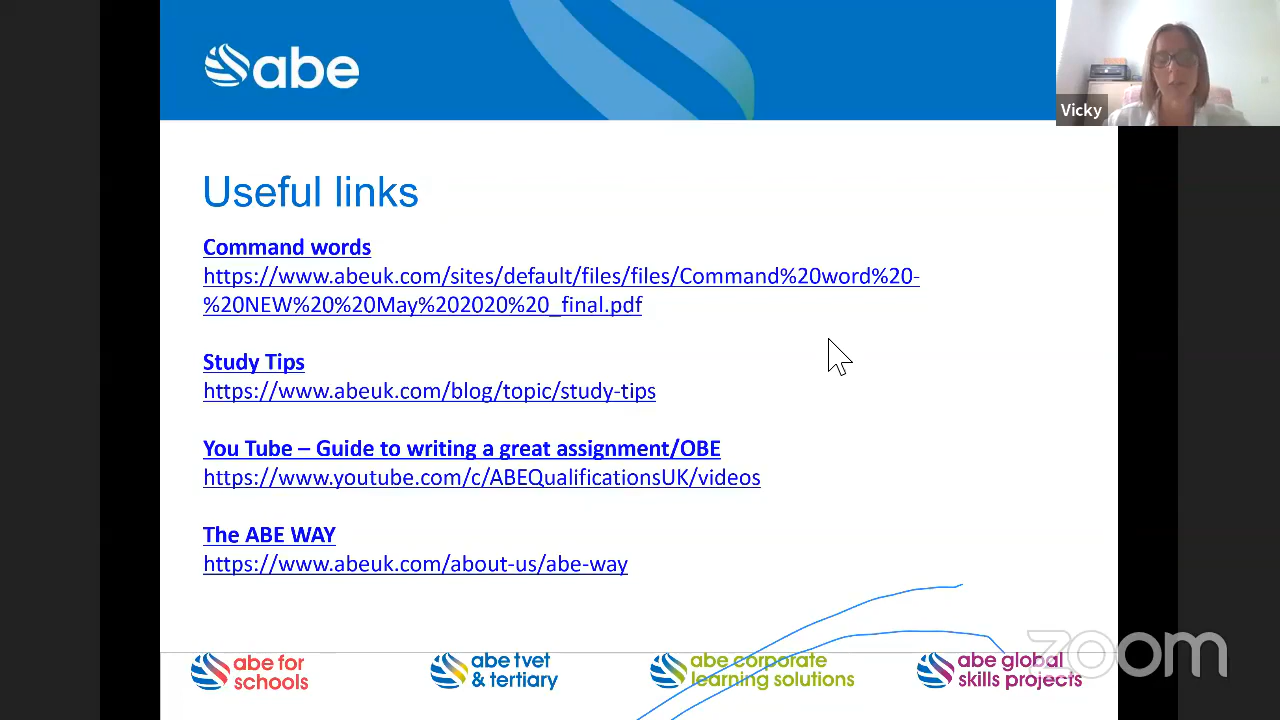 abe
Vicky
Useful links
Command words
https://www.abeuk.com/sites/default/files/files/Command%20word%20-
%20NEW%20%20May%202020%20_final.pdf
Study Tips
https://www.abeuk.com/blog/topic/study-tips
You Tube – Guide to writing a great assignment/OBE
https://www.youtube.com/c/ABEQualificationsUK/videos
The ABE WAY
https://www.abeuk.com/about-us/abe-way
abe for
schools
abe tvet
& tertiary
abe corporate
learning solutions
abe global
skills projects
zoom